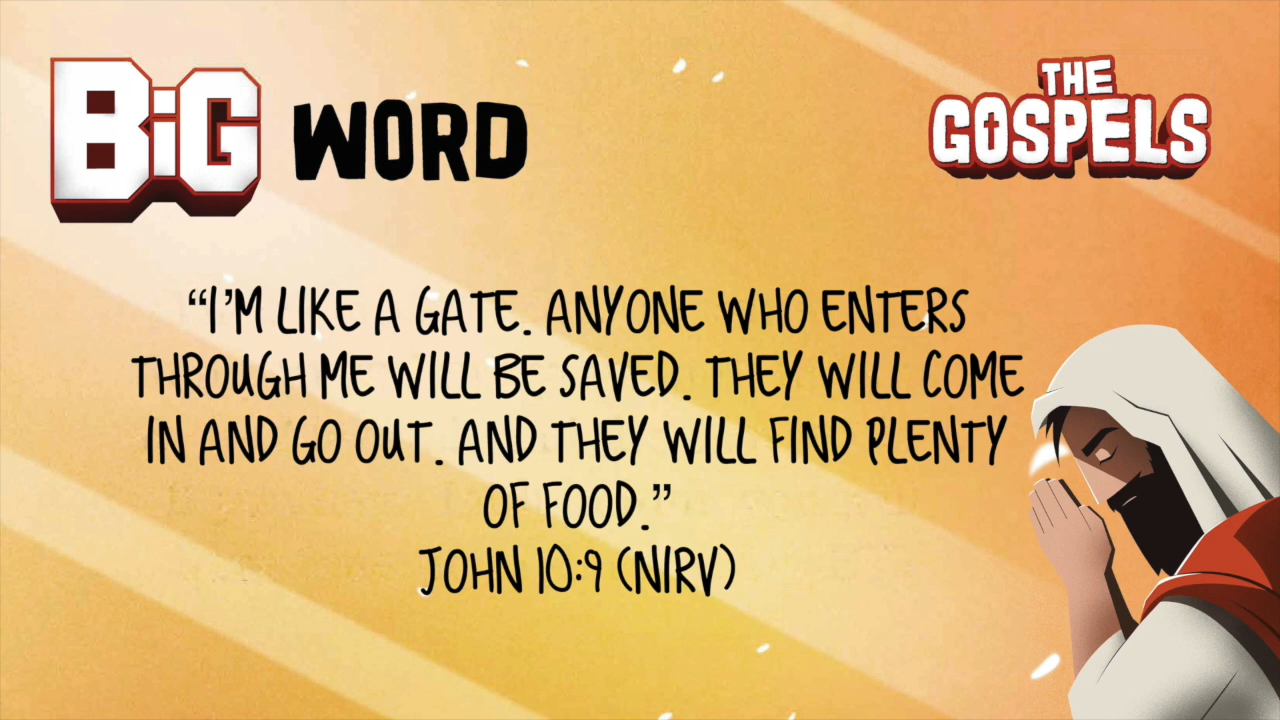 BiG WORD
THE
GOSPELS
“I’M LIKE A GATE. ANYONE WHO ENTERS
THROUGH ME WILL BE SAVED. THEY WILL COME
IN AND GO OUT. AND THEY WILL FIND PLENTY
OF FOOD.”
JOHN 10:9 (NIRV)